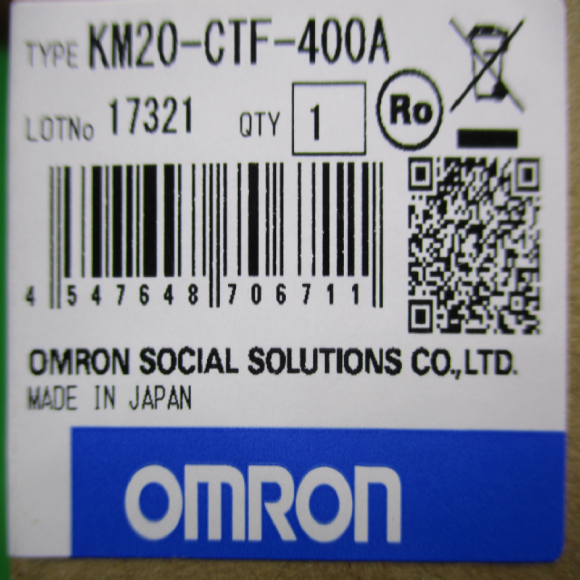 TYPE KM20-CTF-400A
LOTNo 17321 QTY 1 Ro
4 547648 706711
OMRON SOCIAL SOLUTIONS CO.,LTD.
MADE IN JAPAN
OMRON